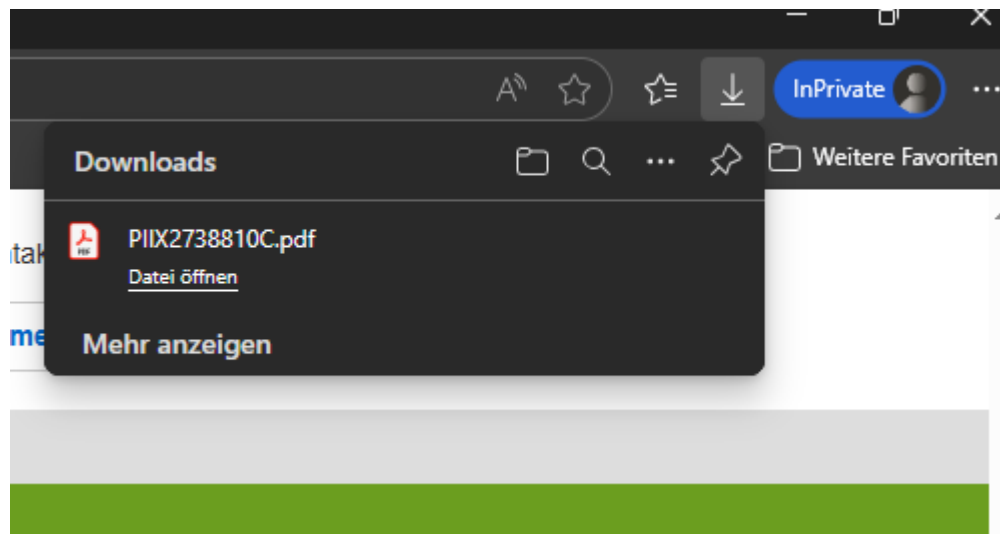 InPrivate
Downloads
Weitere Favoriten
PIIX2738810C.pdf
Datei öffnen
Mehr anzeigen